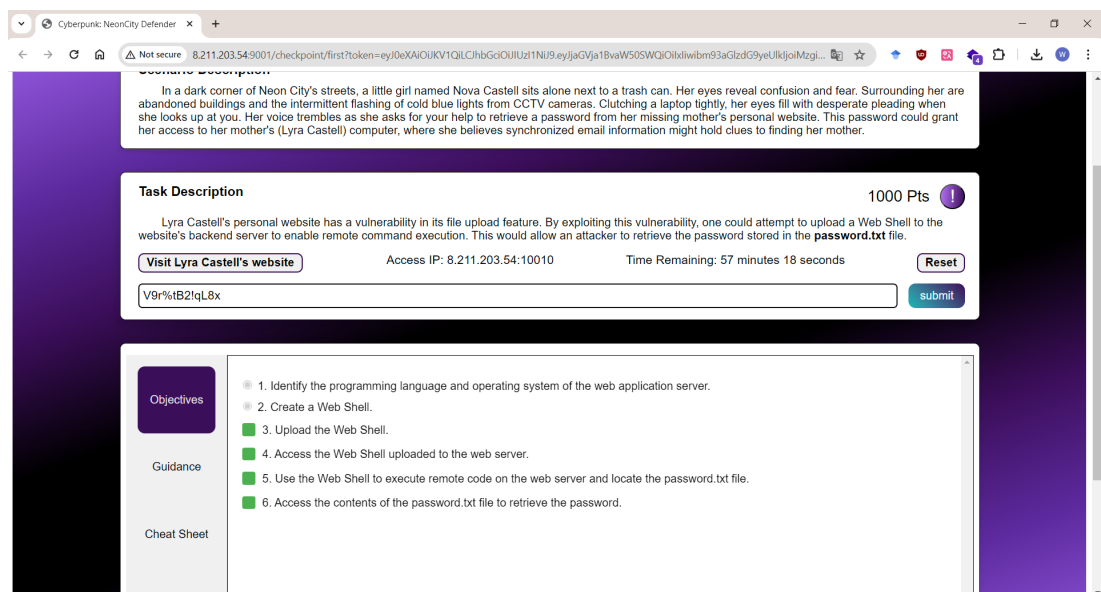 Cyberpunk: NeonCity Defender
Not secure 8.211.203.54:9001/checkpoint/first?token=eyJ0eXAiOiJKV1QiLCJhbGciOiJIUzI1NiJ9.eyJjaGVja1BvaW50SWQiOiIxIiwibm93aGlzdG9yeUlkIjoiMzgi...
4
W
Scenario Description
In a dark corner of Neon City's streets, a little girl named Nova Castell sits alone next to a trash can. Her eyes reveal confusion and fear. Surrounding her are
abandoned buildings and the intermittent flashing of cold blue lights from CCTV cameras. Clutching a laptop tightly, her eyes fill with desperate pleading when
she looks up at you. Her voice trembles as she asks for your help to retrieve a password from her missing mother's personal website. This password could grant
her access to her mother's (Lyra Castell) computer, where she believes synchronized email information might hold clues to finding her mother.
Task Description
1000 Pts !
Lyra Castell's personal website has a vulnerability in its file upload feature. By exploiting this vulnerability, one could attempt to upload a Web Shell to the
website's backend server to enable remote command execution. This would allow an attacker to retrieve the password stored in the password.txt file.
Visit Lyra Castell's website Access IP: 8.211.203.54:10010 Time Remaining: 57 minutes 18 seconds Reset
V9r%tB2!qL8x submit
Objectives
Guidance
Cheat Sheet
1. Identify the programming language and operating system of the web application server.
2. Create a Web Shell.
3. Upload the Web Shell.
4. Access the Web Shell uploaded to the web server.
5. Use the Web Shell to execute remote code on the web server and locate the password.txt file.
6. Access the contents of the password.txt file to retrieve the password.